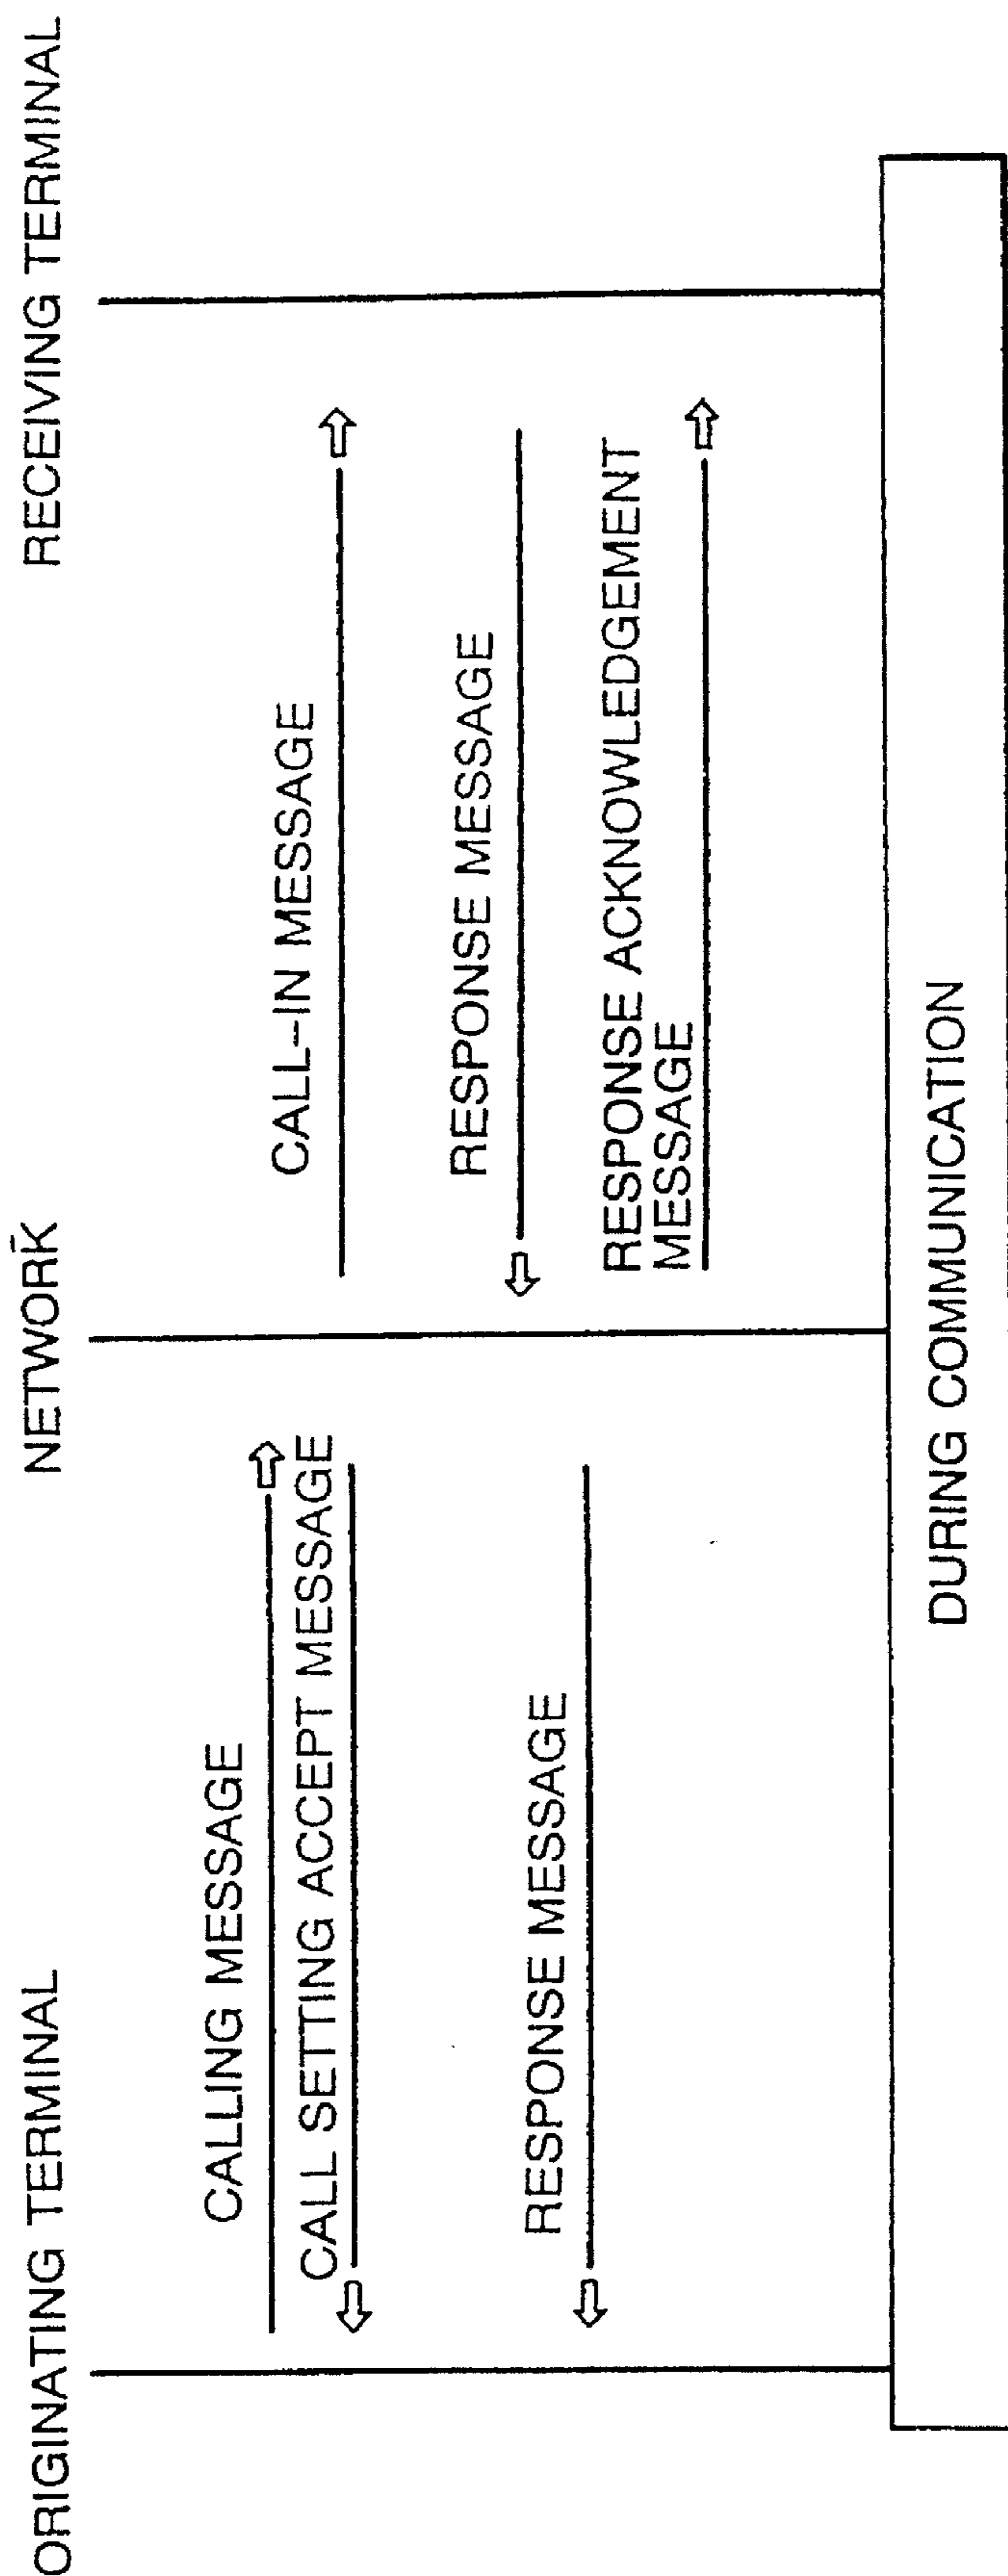 ORIGINATING TERMINAL
NETWORK
RECEIVING TERMINAL
CALLING MESSAGE
CALL-IN MESSAGE
CALL SETTING ACCEPT MESSAGE
RESPONSE MESSAGE
RESPONSE MESSAGE
RESPONSE ACKNOWLEDGEMENT
MESSAGE
DURING COMMUNICATION